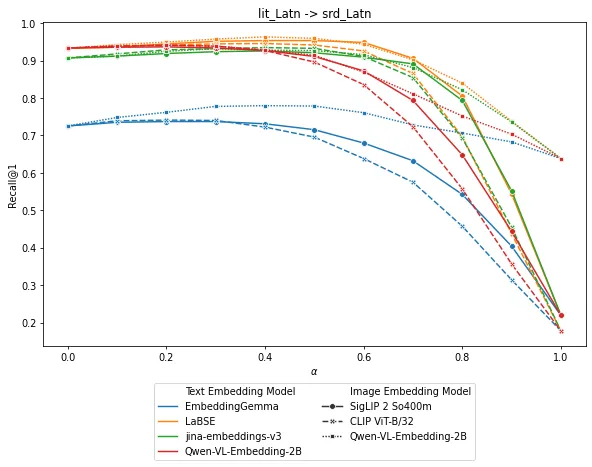 lit_Latn -> srd_Latn
1.0
0.9
0.8
0.7
0.6
0.5
0.4
0.3
0.2
Recall@1
0.0 0.2 0.4 0.6 0.8 1.0
α
Text Embedding Model Image Embedding Model
EmbeddingGemma SigLIP 2 So400m
LaBSE CLIP ViT-B/32
jina-embeddings-v3 Qwen-VL-Embedding-2B
Qwen-VL-Embedding-2B